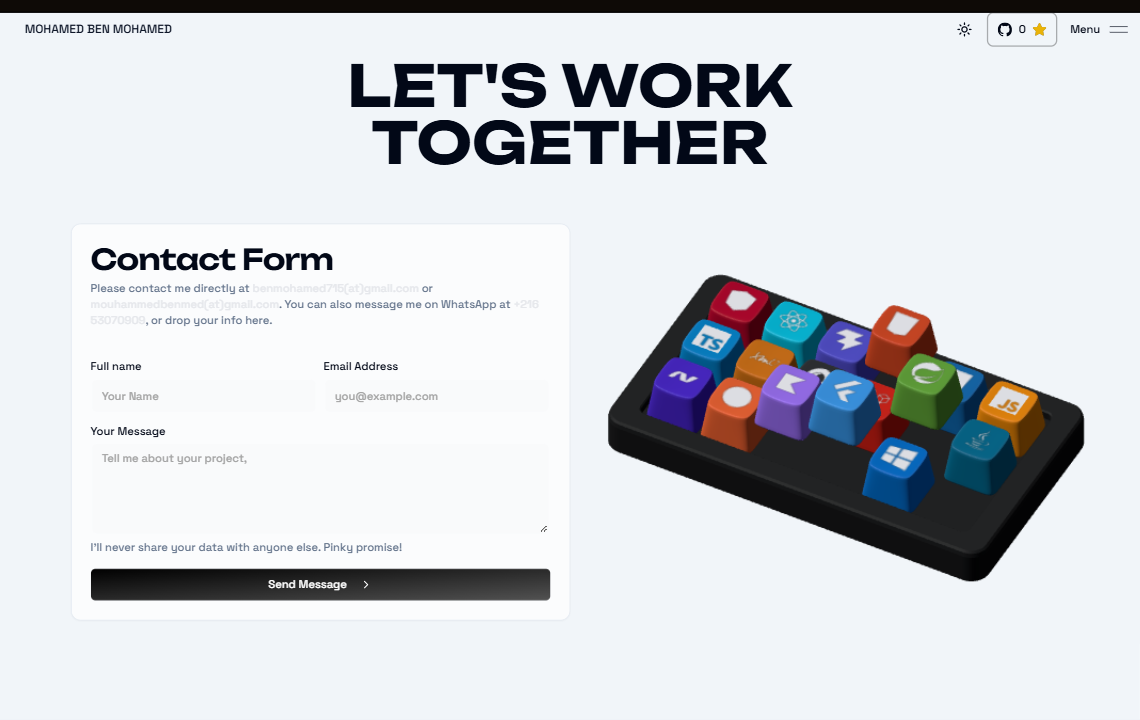 MOHAMED BEN MOHAMED
0
Menu
LET'S WORK
TOGETHER
Contact Form
Please contact me directly at benmohamed715(at)gmail.com or
mouhammedbenmed(at)gmail.com. You can also message me on WhatsApp at +216
53070909, or drop your info here.
Full name
Email Address
Your Name
you@example.com
Your Message
Tell me about your project,
I'll never share your data with anyone else. Pinky promise!
Send Message
TS
JS